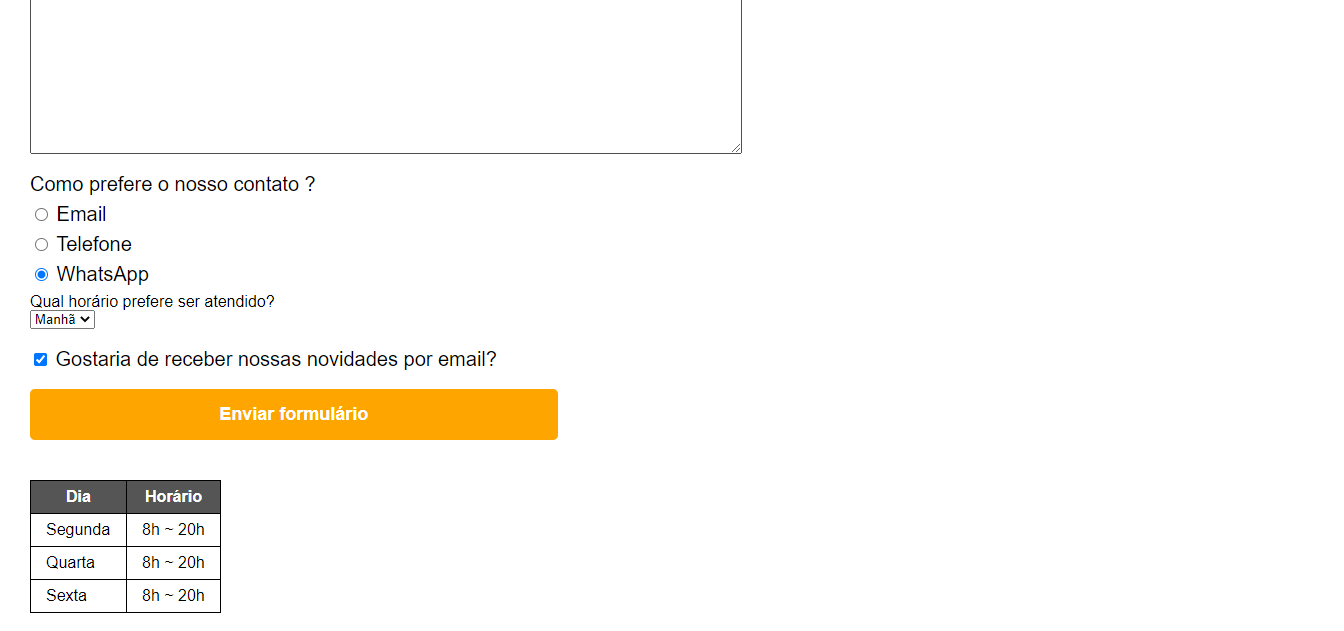 Como prefere o nosso contato ?
Email
Telefone
WhatsApp
Qual horário prefere ser atendido?
Manhã
Gostaria de receber nossas novidades por email?
Enviar formulário
Dia Horário
Segunda 8h ~ 20h
Quarta 8h ~ 20h
Sexta 8h ~ 20h